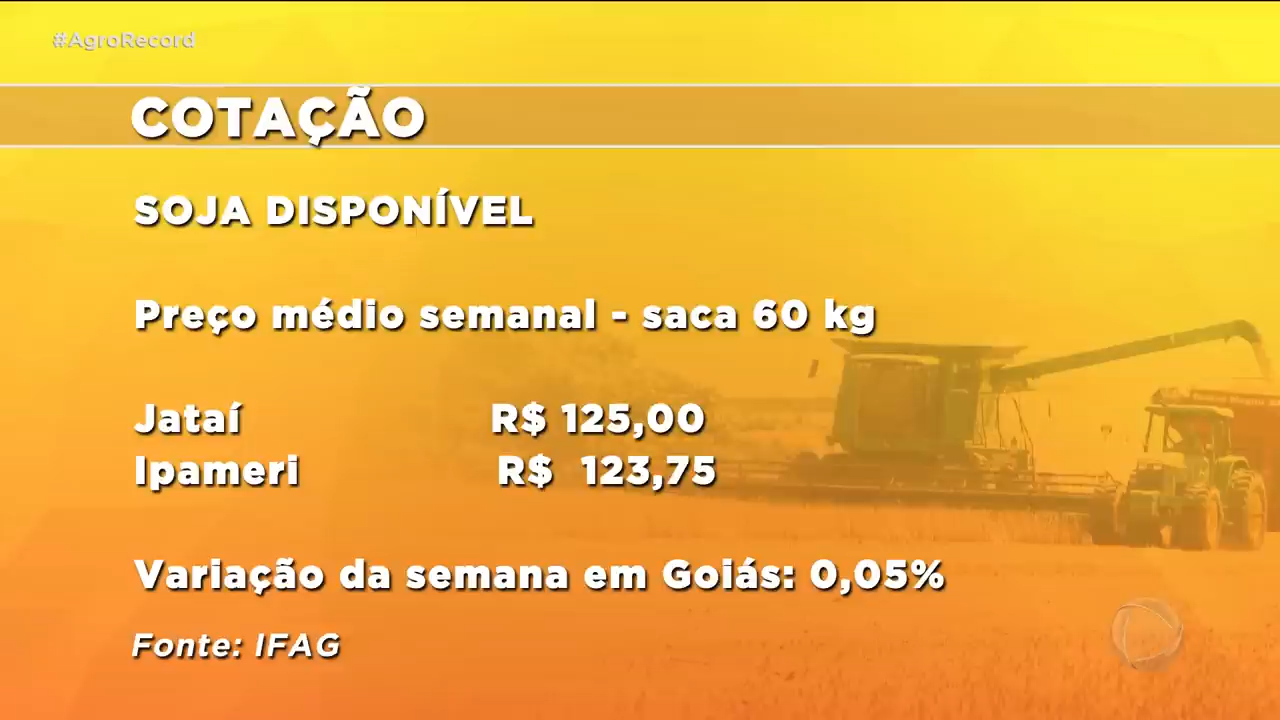 #AgroRecord
COTAÇÃO
SOJA DISPONÍVEL
Preço médio semanal - saca 60 kg
Jataí R$ 125,00
Ipameri R$ 123,75
Variação da semana em Goiás: 0,05%
Fonte: IFAG